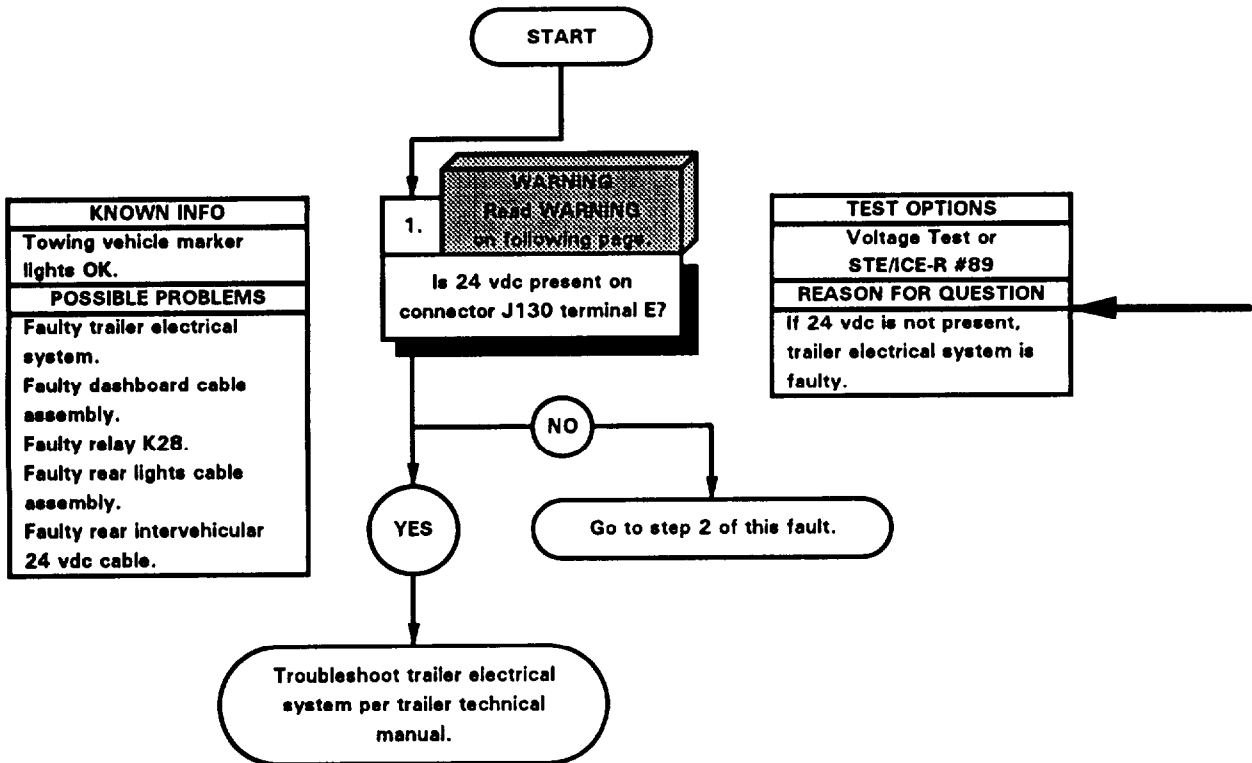 START
KNOWN INFO
Towing vehicle marker
lights OK.
POSSIBLE PROBLEMS
Faulty trailer electrical
system.
Faulty dashboard cable
assembly.
Faulty relay K28.
Faulty rear lights cable
assembly.
Faulty rear intervehicular
24 vdc cable.
1.
WARNING
Read WARNING
on following page.
Is 24 vdc present on
connector J130 terminal E?
TEST OPTIONS
Voltage Test or
STE/ICE-R #89
REASON FOR QUESTION
If 24 vdc is not present,
trailer electrical system is
faulty.
NO
YES
Go to step 2 of this fault.
Troubleshoot trailer electrical
system per trailer technical
manual.